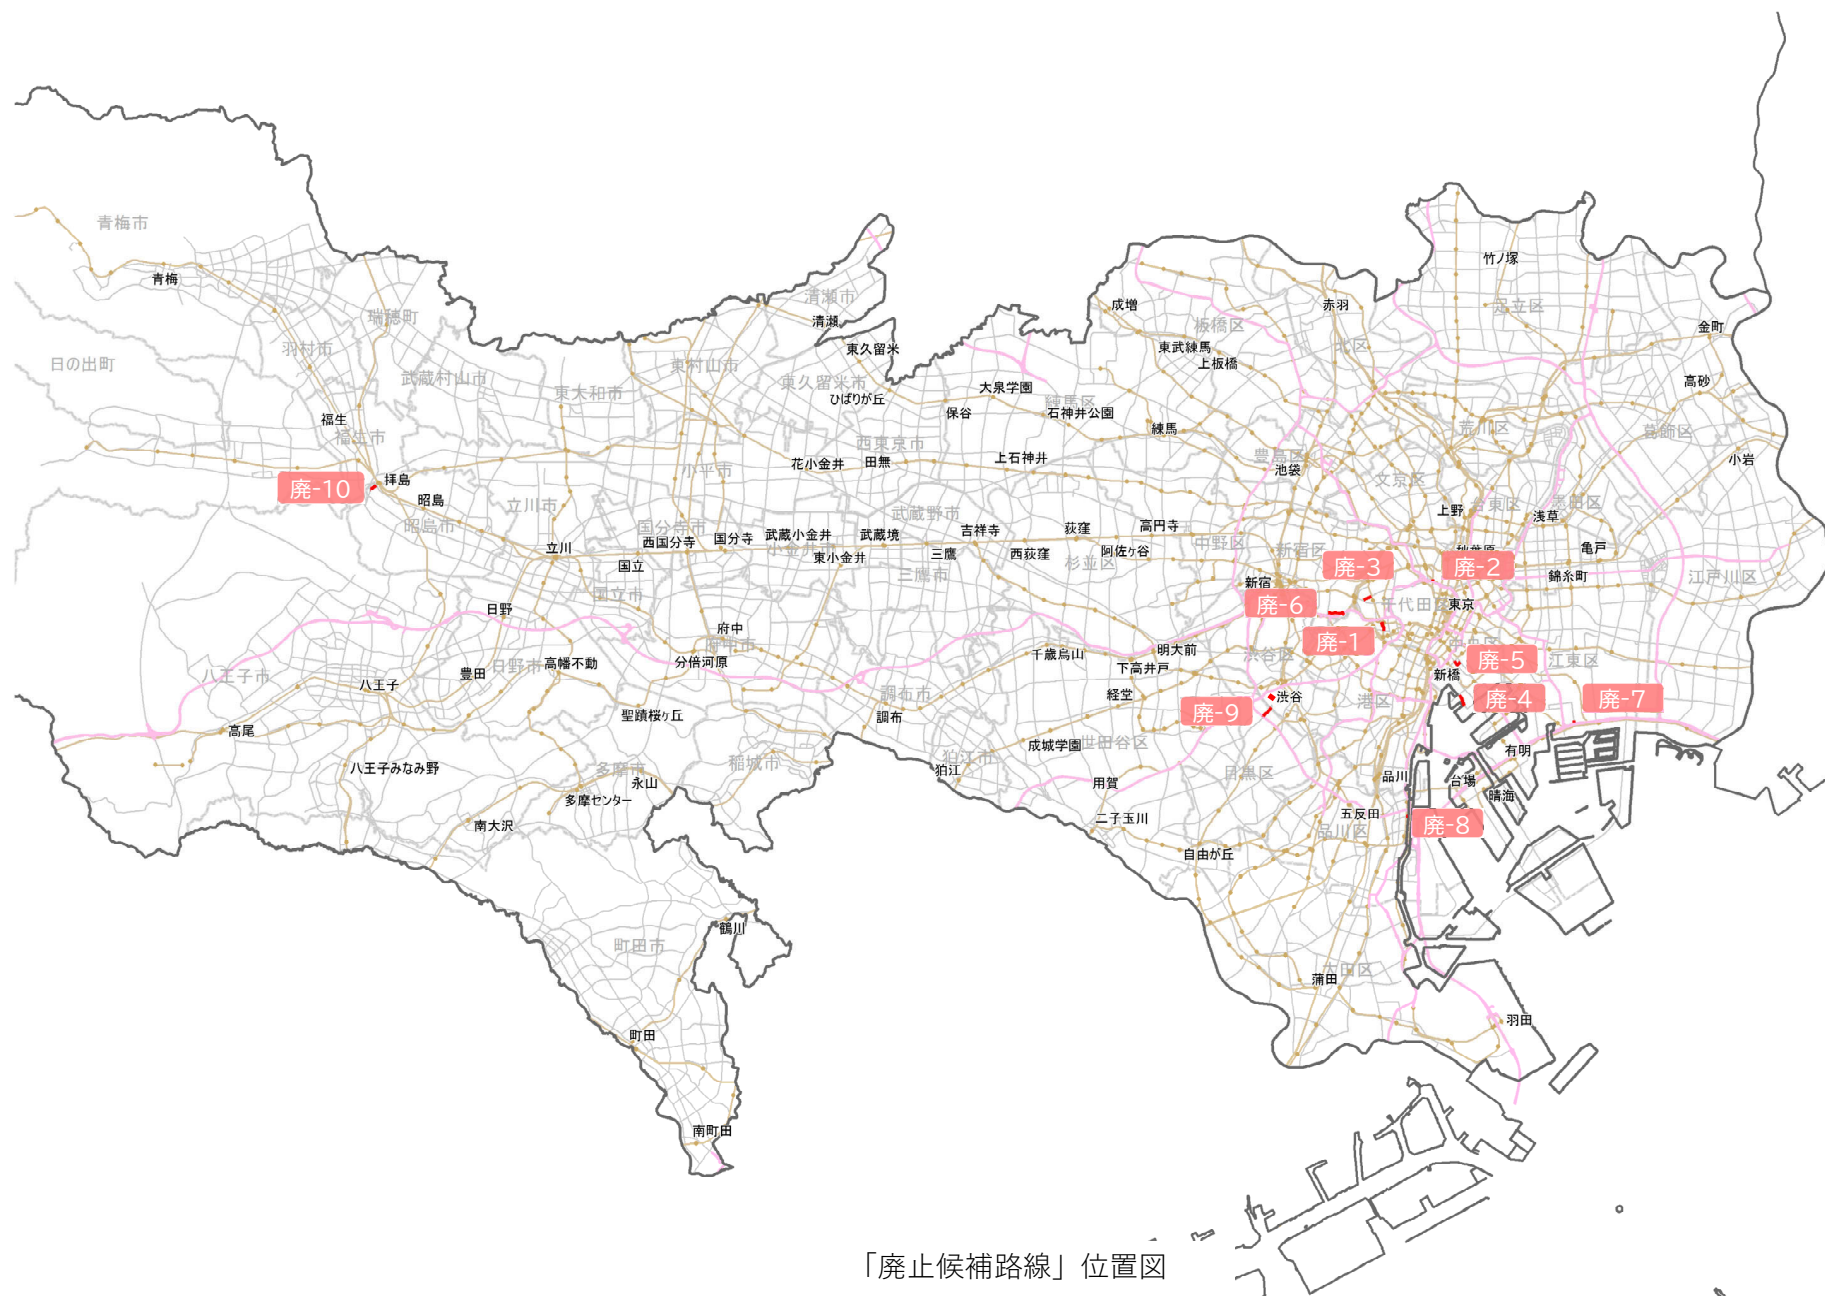 青梅市
青梅
瑞穂町
羽村市
日の出町
武蔵村山市
東大和市
東村山市
清瀬市
清瀬
東久留米
東久留米市
ひばりが丘
福生
福生市
廃-10
拝島
昭島
昭島市
立川市
立川
小平市
花小金井
田無
西東京市
保谷
大泉学園
練馬区
石神井公園
上石神井
練馬
成増
板橋区
東武練馬
上板橋
赤羽
北区
竹ノ塚
足立区
金町
高砂
葛飾区
小岩
荒川区
豊島区
池袋
文京区
上野
台東区
浅草
墨田区
亀戸
錦糸町
江戸川区
国分寺市
西国分寺
国分寺
武蔵小金井
小金井市
東小金井
武蔵境
武蔵野市
三鷹
三鷹市
吉祥寺
西荻窪
荻窪
杉並区
阿佐ヶ谷
高円寺
中野区
新宿区
新宿
秋葉原
廃-3
廃-2
廃-6
千代田区
東京
廃-1
中央区
廃-5
新橋
江東区
廃-4
廃-7
国立
国立市
日野
日野市
豊田
高幡不動
府中
府中市
分倍河原
聖蹟桜ヶ丘
八王子市
八王子
高尾
八王子みなみ野
南大沢
多摩市
多摩センター
永山
稲城市
調布市
調布
狛江市
狛江
千歳烏山
下高井戸
明大前
経堂
成城学園
世田谷区
用賀
二子玉川
自由が丘
目黒区
渋谷区
渋谷
廃-9
港区
品川
五反田
品川区
廃-8
台場
有明
晴海
大田区
蒲田
羽田
鶴川
町田市
町田
南町田
「廃止候補路線」位置図